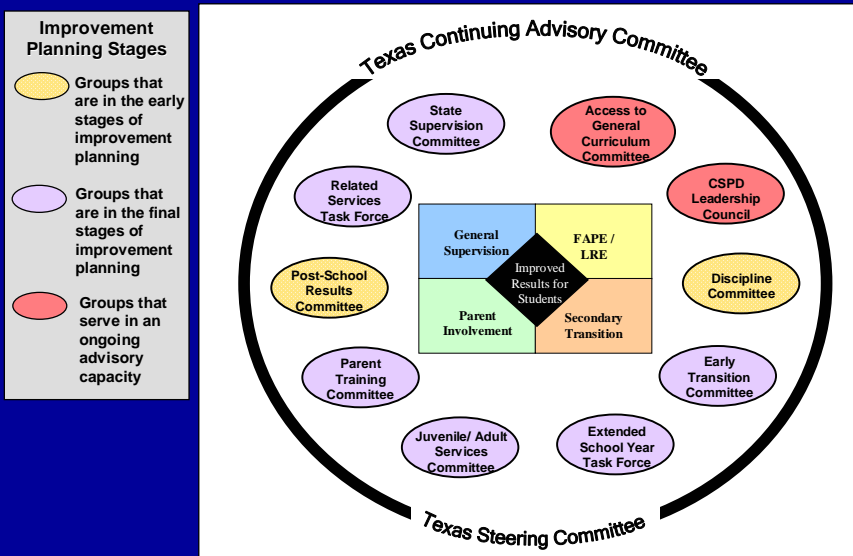 Improvement
Planning Stages
Groups that
are in the early
stages of
improvement
planning
Groups that
are in the final
stages of
improvement
planning
Groups that
serve in an
ongoing
advisory
capacity
Texas Continuing Advisory Committee
State
Supervision
Committee
Access to
General
Curriculum
Committee
Related
Services
Task Force
CSPD
Leadership
Council
General
Supervision
FAPE /
LRE
Improved
Results for
Students
Parent
Involvement
Secondary
Transition
Post-School
Results
Committee
Discipline
Committee
Parent
Training
Committee
Early
Transition
Committee
Juvenile/ Adult
Services
Committee
Extended
School Year
Task Force
Texas Steering Committee